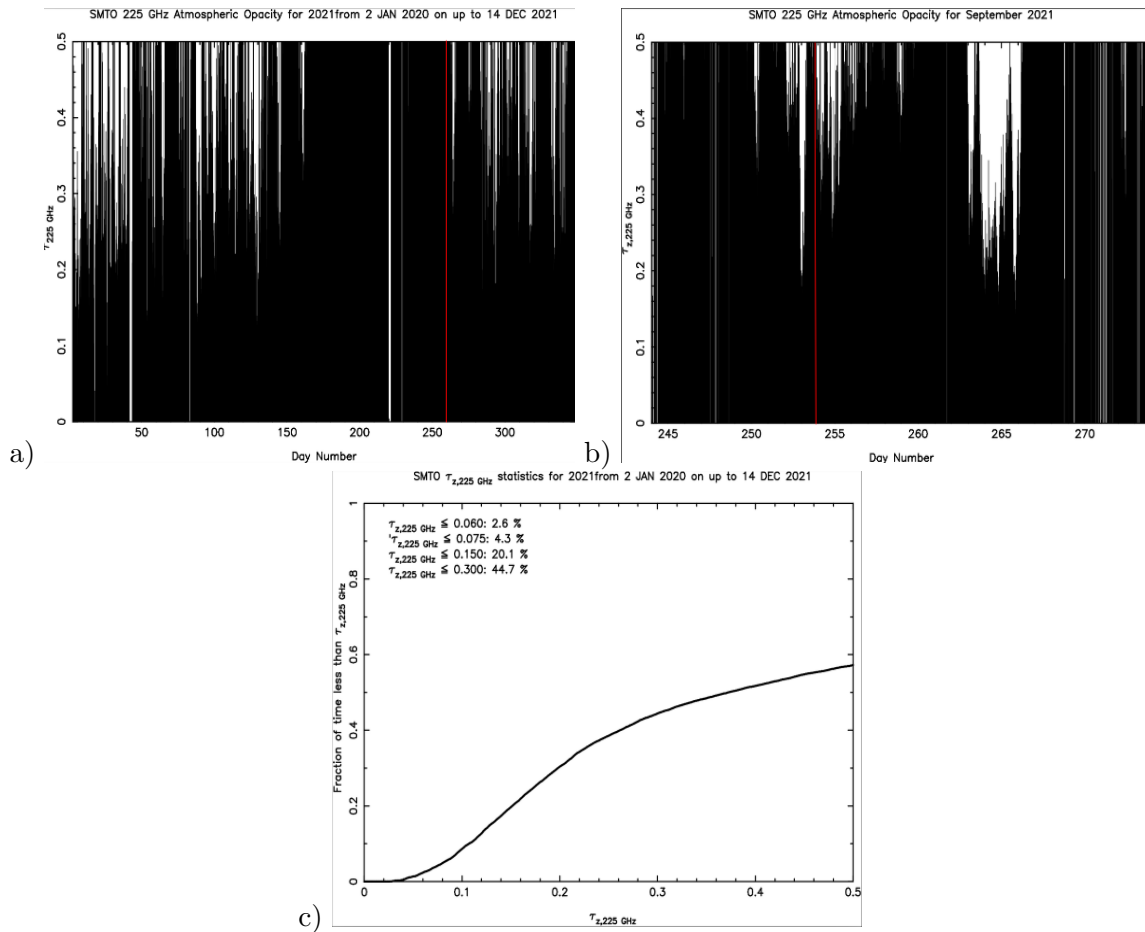 SMTO 225 GHz Atmospheric Opacity for 2021from 2 JAN 2020 on up to 14 DEC 2021
0.5
0.4
0.3
0.2
0.1
0
τ225 GHz
50 100 150 200 250 300
Day Number
a)
SMTO 225 GHz Atmospheric Opacity for September 2021
0.5
0.4
0.3
0.2
0.1
0
τz,225 GHz
245 250 255 260 265 270
Day Number
b)
SMTO τz,225 GHz statistics for 2021from 2 JAN 2020 on up to 14 DEC 2021
τz,225 GHz ≦ 0.060: 2.6 %
'τz,225 GHz ≦ 0.075: 4.3 %
τz,225 GHz ≦ 0.150: 20.1 %
τz,225 GHz ≦ 0.300: 44.7 %
1
0.8
0.6
0.4
0.2
0
Fraction of time less than τz,225 GHz
0 0.1 0.2 0.3 0.4 0.5
τz,225 GHz
c)